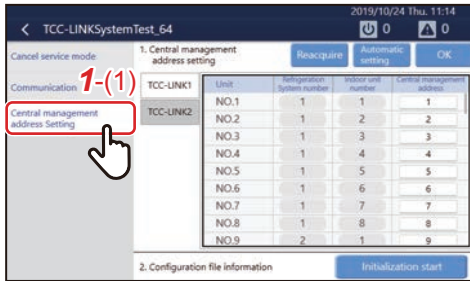 2019/10/24 Thu. 11:14
< TCC-LINKSystemTest_64
0
0
Cancel service mode
1. Central management address setting
Reacquire
Automatic setting
OK
Communication
1-(1)
Central management address Setting
TCC-LINK1
TCC-LINK2
Unit Refrigeration System number Indoor unit number Central management address
NO.1 1 1 1
NO.2 1 2 2
NO.3 1 3 3
NO.4 1 4 4
NO.5 1 5 5
NO.6 1 6 6
NO.7 1 7 7
NO.8 1 8 8
NO.9 2 1 9
2. Configuration file information
Initialization start